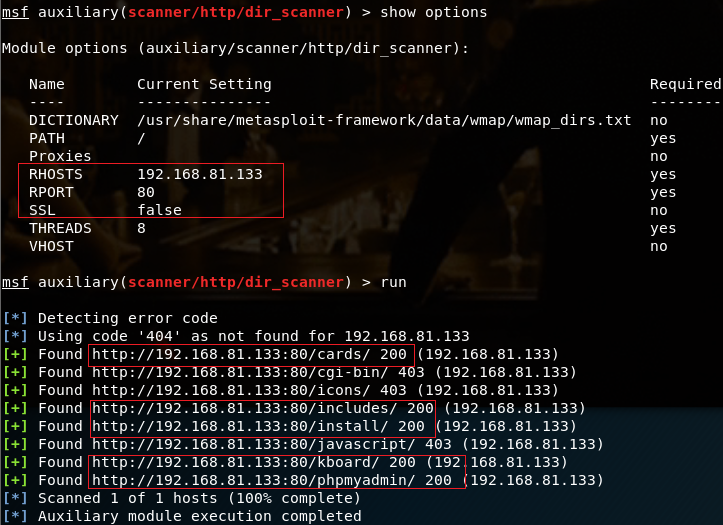 msf auxiliary(scanner/http/dir_scanner) > show options
Module options (auxiliary/scanner/http/dir_scanner):
Name Current Setting Required
---- --------------- --------
DICTIONARY /usr/share/metasploit-framework/data/wmap/wmap_dirs.txt no
PATH / yes
Proxies no
RHOSTS 192.168.81.133 yes
RPORT 80 yes
SSL false no
THREADS 8 yes
VHOST no
msf auxiliary(scanner/http/dir_scanner) > run
[*] Detecting error code
[*] Using code '404' as not found for 192.168.81.133
[+] Found http://192.168.81.133:80/cards/ 200 (192.168.81.133)
[+] Found http://192.168.81.133:80/cgi-bin/ 403 (192.168.81.133)
[+] Found http://192.168.81.133:80/icons/ 403 (192.168.81.133)
[+] Found http://192.168.81.133:80/includes/ 200 (192.168.81.133)
[+] Found http://192.168.81.133:80/install/ 200 (192.168.81.133)
[+] Found http://192.168.81.133:80/javascript/ 403 (192.168.81.133)
[+] Found http://192.168.81.133:80/kboard/ 200 (192.168.81.133)
[+] Found http://192.168.81.133:80/phpmyadmin/ 200 (192.168.81.133)
[*] Scanned 1 of 1 hosts (100% complete)
[*] Auxiliary module execution completed